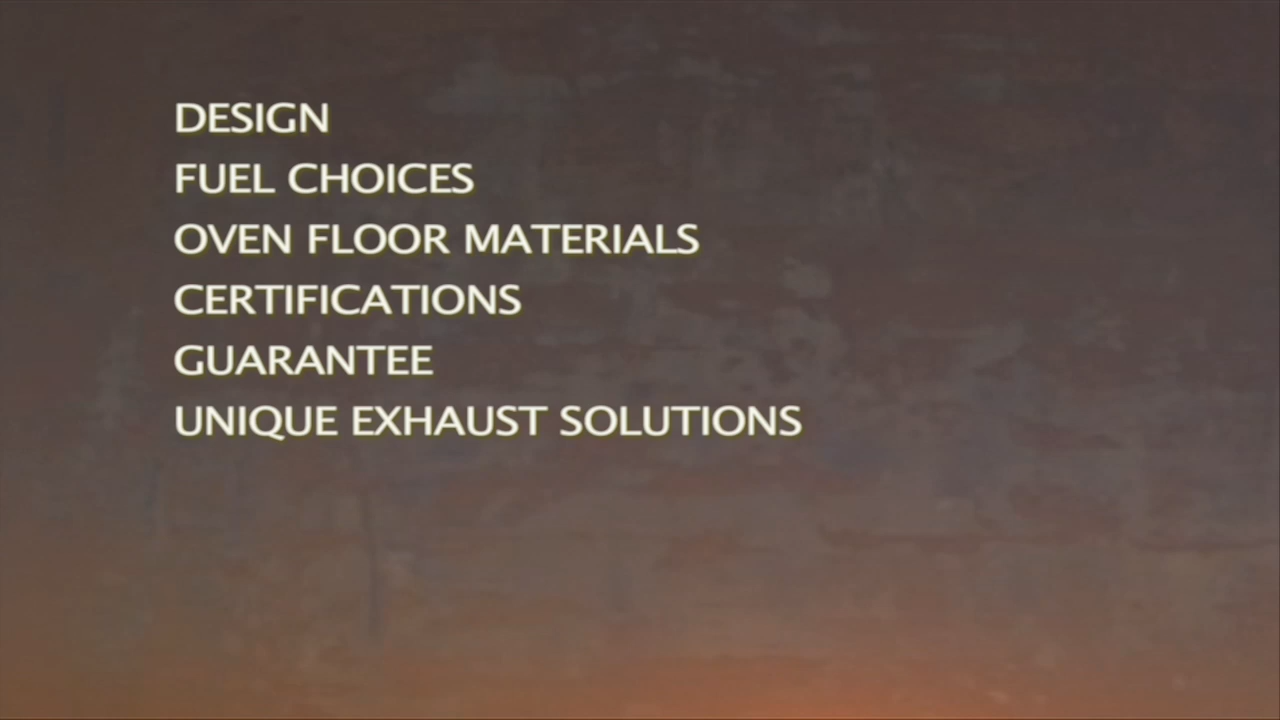 DESIGN
FUEL CHOICES
OVEN FLOOR MATERIALS
CERTIFICATIONS
GUARANTEE
UNIQUE EXHAUST SOLUTIONS